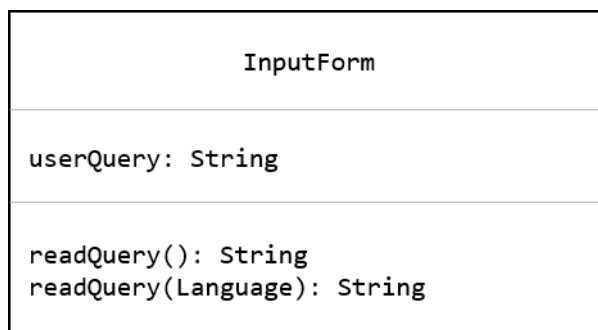 InputForm
userQuery: String
readQuery(): String
readQuery(Language): String